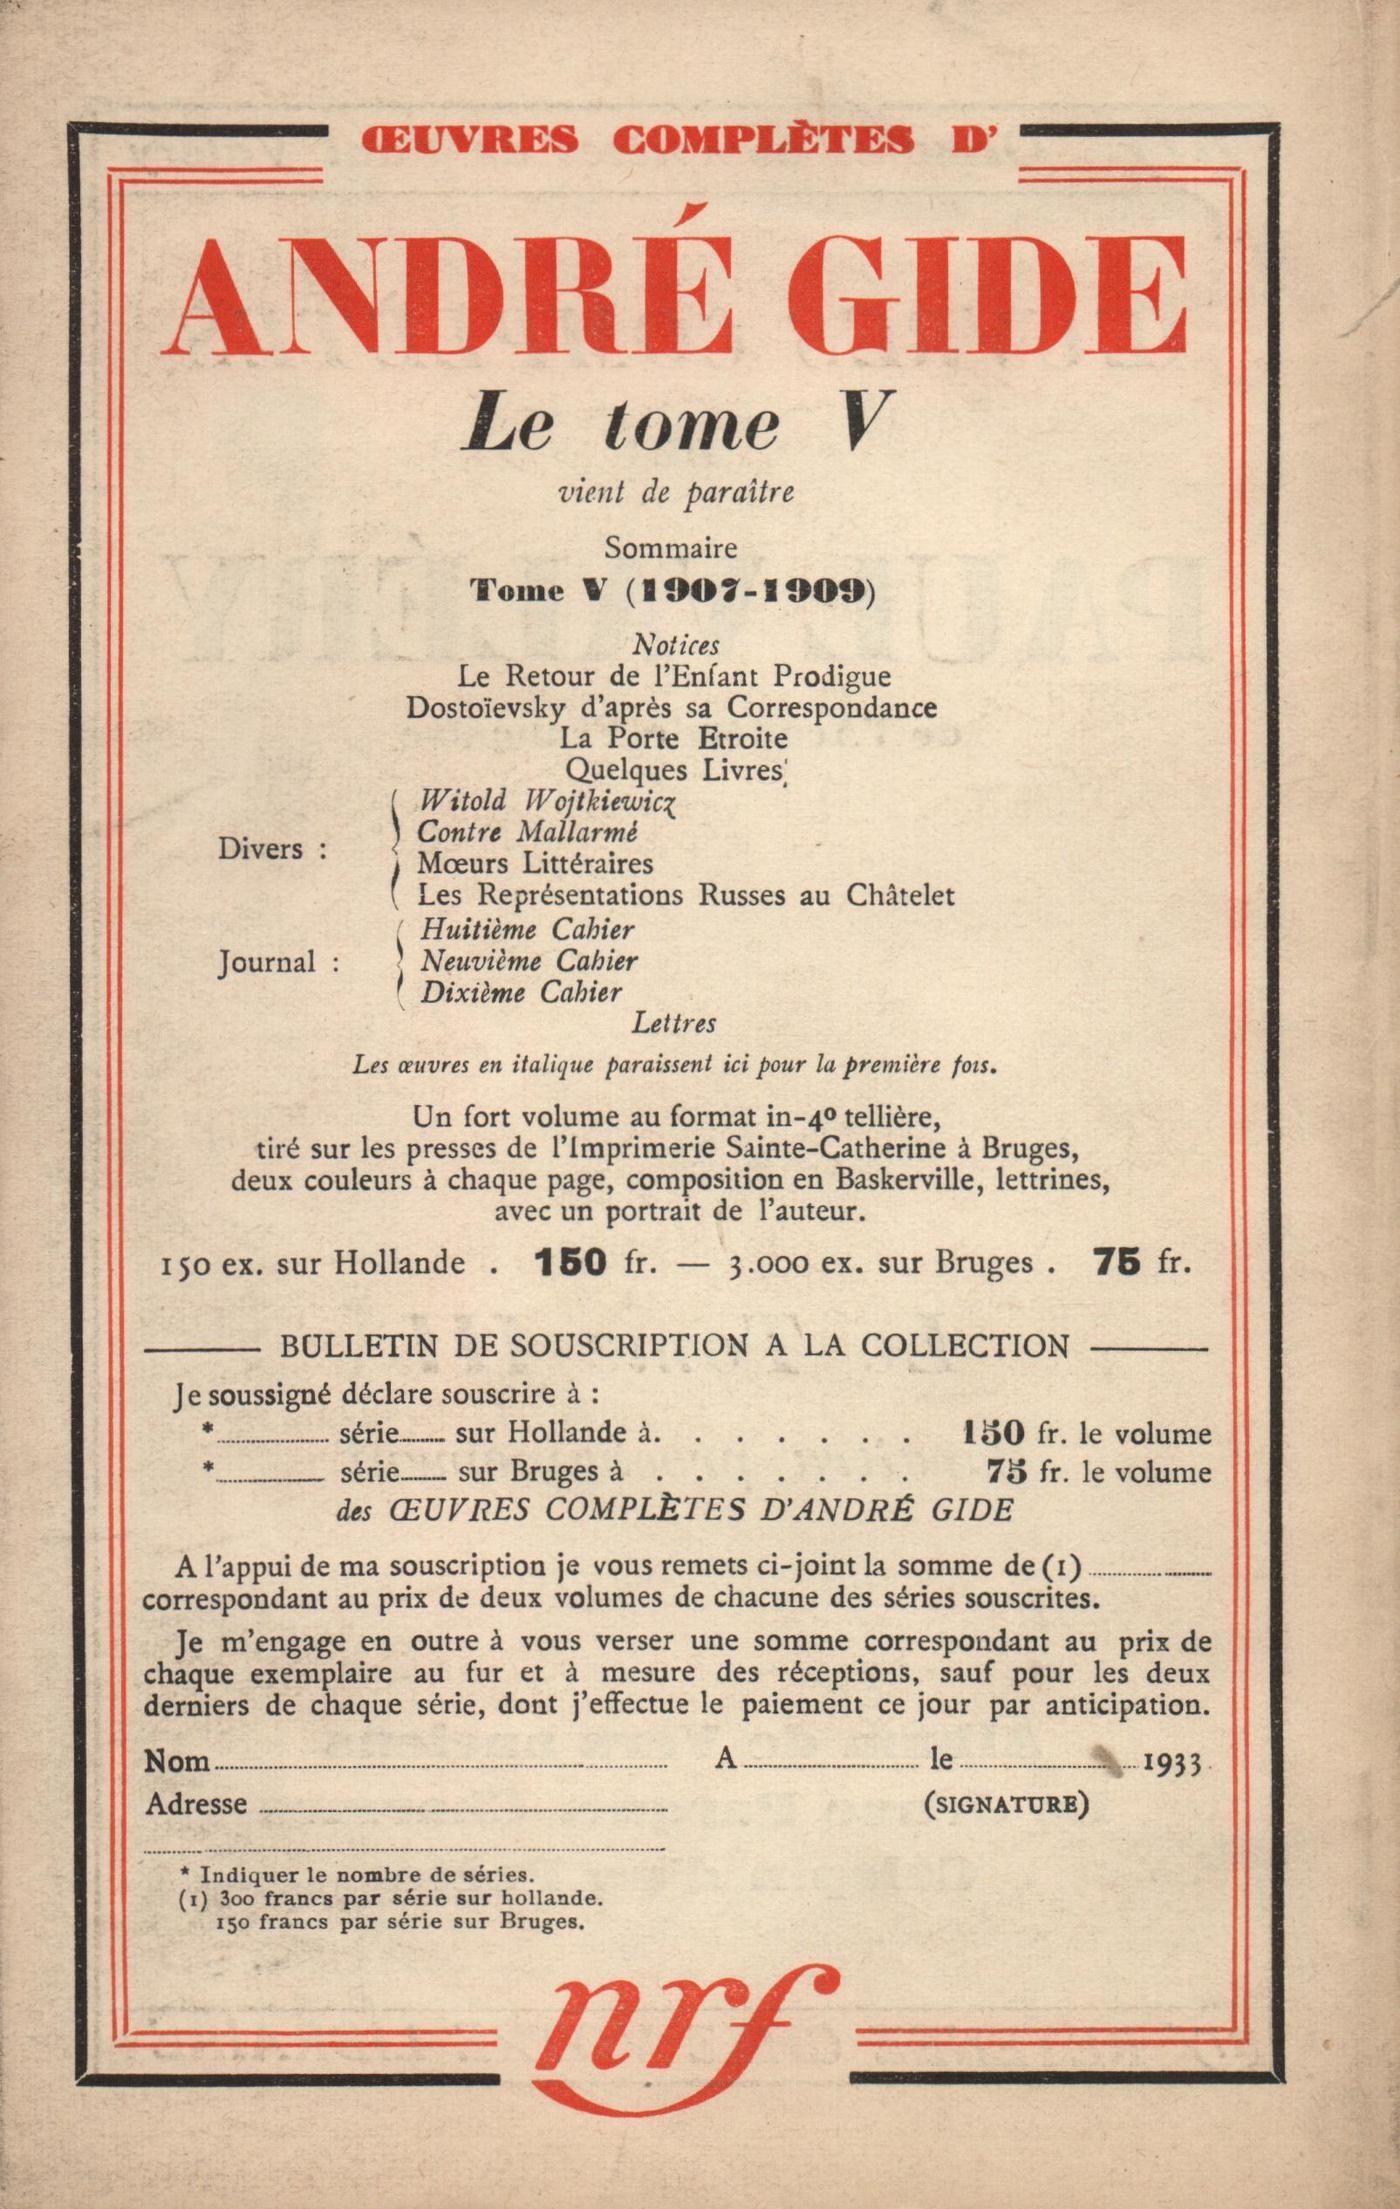 ŒUVRES COMPLÈTES D'
ANDRÉ GIDE
Le tome V
vient de paraître
Sommaire
Tome V (1907-1909)
Notices
Le Retour de l'Enfant Prodigue
Dostoïevsky d'après sa Correspondance
La Porte Etroite
Quelques Livres
Divers :
Witold Wojtkiewicz
Contre Mallarmé
Mœurs Littéraires
Les Représentations Russes au Châtelet
Journal :
Huitième Cahier
Neuvième Cahier
Dixième Cahier
Lettres
Les œuvres en italique paraissent ici pour la première fois.
Un fort volume au format in-4º tellière,
tiré sur les presses de l'Imprimerie Sainte-Catherine à Bruges,
deux couleurs à chaque page, composition en Baskerville, lettrines,
avec un portrait de l'auteur.
150 ex. sur Hollande . 150 fr. — 3.000 ex. sur Bruges . 75 fr.
BULLETIN DE SOUSCRIPTION A LA COLLECTION
Je soussigné déclare souscrire à :
* série sur Hollande à. . . . . . . 150 fr. le volume
* série sur Bruges à . . . . . . . 75 fr. le volume
des ŒUVRES COMPLÈTES D'ANDRÉ GIDE
A l'appui de ma souscription je vous remets ci-joint la somme de (1)
correspondant au prix de deux volumes de chacune des séries souscrites.
Je m'engage en outre à vous verser une somme correspondant au prix de
chaque exemplaire au fur et à mesure des réceptions, sauf pour les deux
derniers de chaque série, dont j'effectue le paiement ce jour par anticipation.
Nom A le 1933
Adresse (SIGNATURE)
* Indiquer le nombre de séries.
(1) 300 francs par série sur hollande.
150 francs par série sur Bruges.
nrf